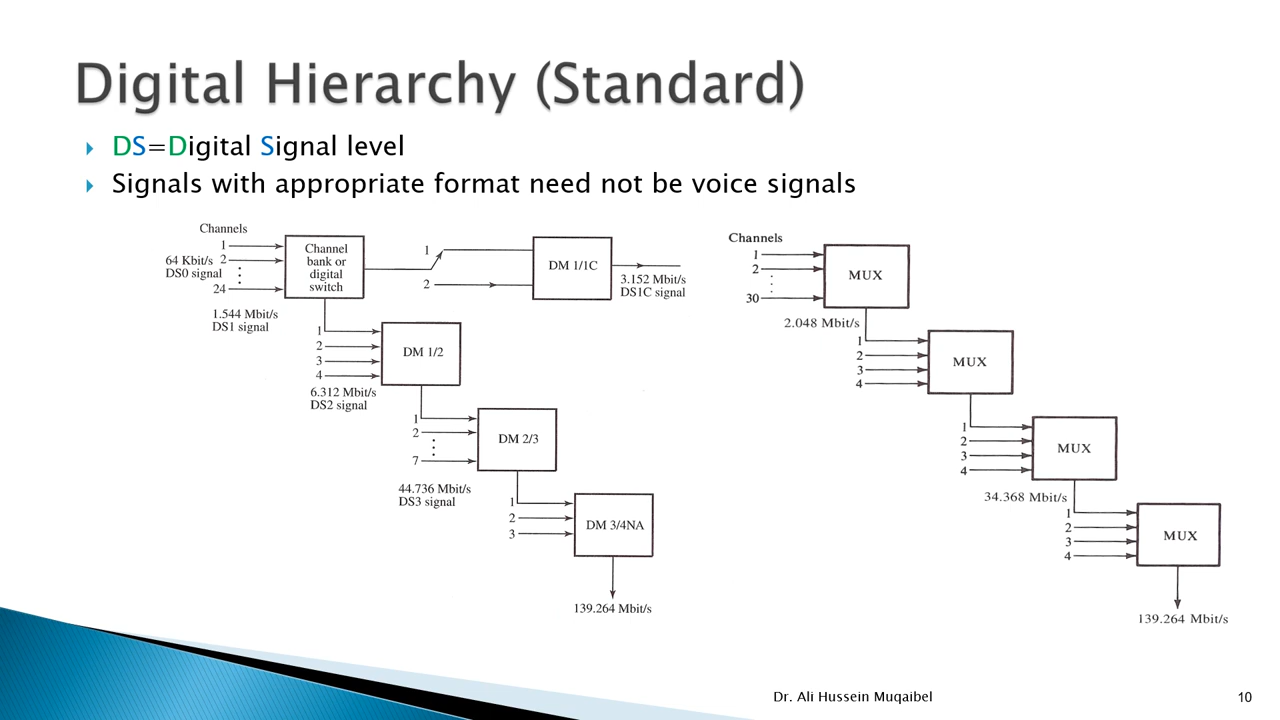 Digital Hierarchy (Standard)
DS=Digital Signal level
Signals with appropriate format need not be voice signals
Channels
1
64 Kbit/s 2
DS0 signal
24
1.544 Mbit/s
DS1 signal
Channel
bank or
digital
switch
1
2
DM 1/1C
3.152 Mbit/s
DS1C signal
1
2
3
4
6.312 Mbit/s
DS2 signal
DM 1/2
1
2
7
44.736 Mbit/s
DS3 signal
DM 2/3
1
2
3
DM 3/4NA
139.264 Mbit/s
Channels
1
2
30
2.048 Mbit/s
MUX
1
2
3
4
MUX
1
2
3
4
34.368 Mbit/s
MUX
1
2
3
4
MUX
139.264 Mbit/s
Dr. Ali Hussein Muqaibel
10